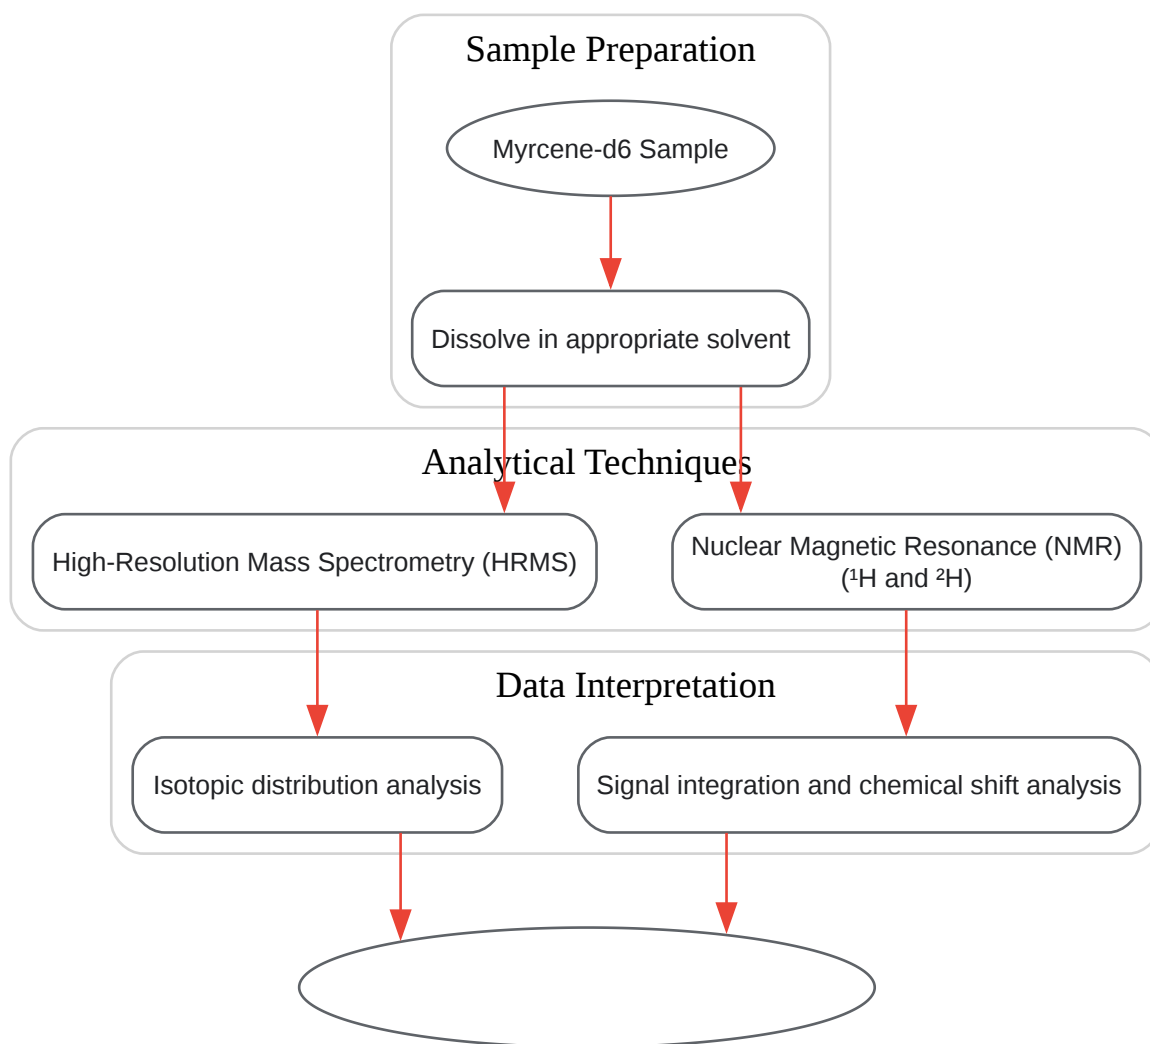 Sample Preparation
Myrcene-d6 Sample
Dissolve in appropriate solvent
Analytical Techniques
High-Resolution Mass Spectrometry (HRMS)
Nuclear Magnetic Resonance (NMR)
(¹H and ²H)
Data Interpretation
Isotopic distribution analysis
Signal integration and chemical shift analysis